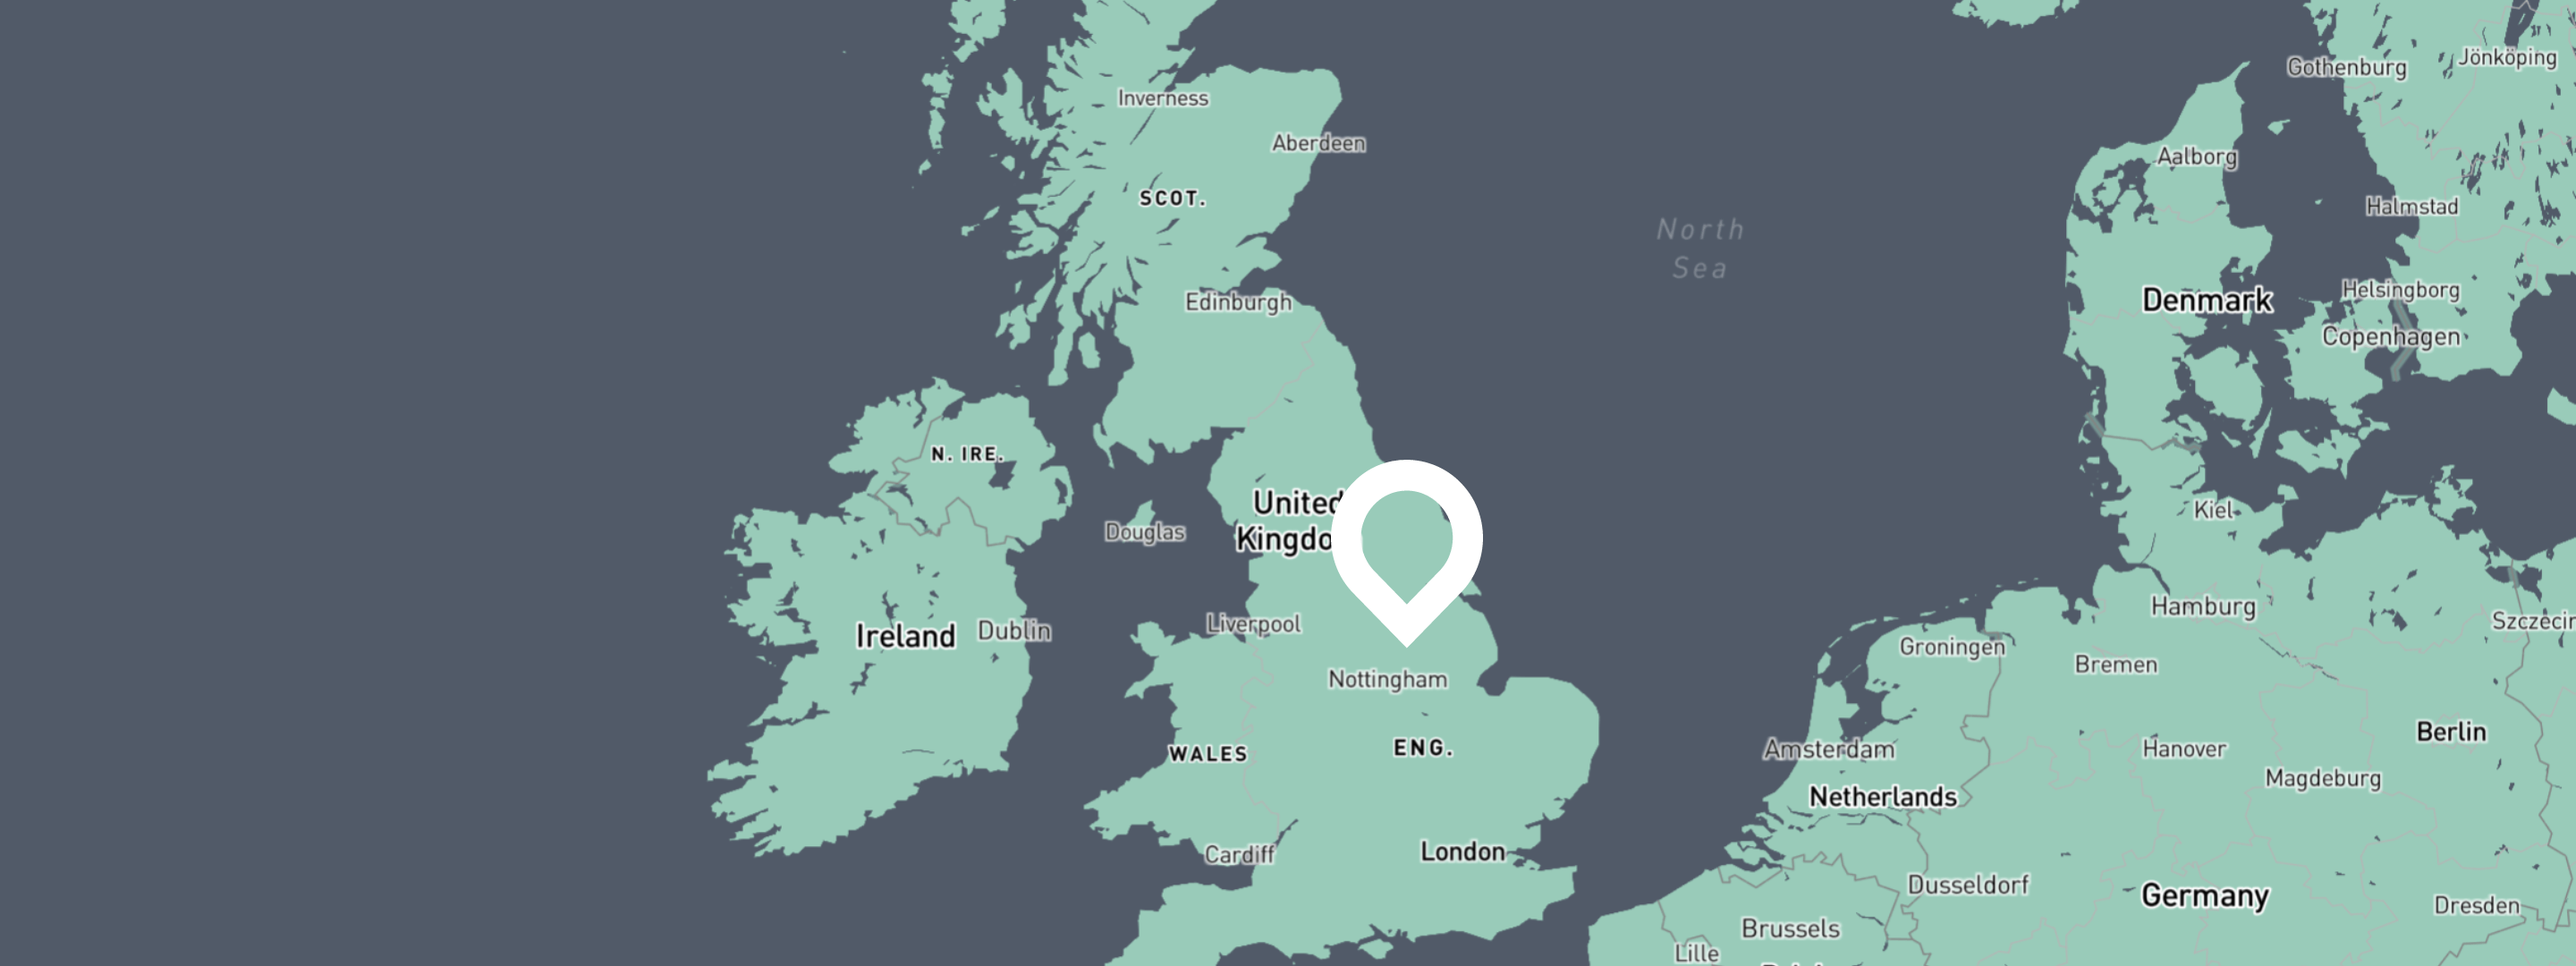 Jönköping
Gothenburg
Inverness
Aberdeen
Aalborg
SCOT.
Halmstad
North
Sea
Helsingborg
Denmark
Edinburgh
Copenhagen
N. IRE.
United
Kingdo
Kiel
Douglas
Hamburg
Szczecin
Liverpool
Dublin
Ireland
Groningen
Bremen
Nottingham
Berlin
ENG.
Amsterdam
Hanover
WALES
Magdeburg
Netherlands
London
Cardiff
Dusseldorf
Germany
Dresden
Brussels
Lille